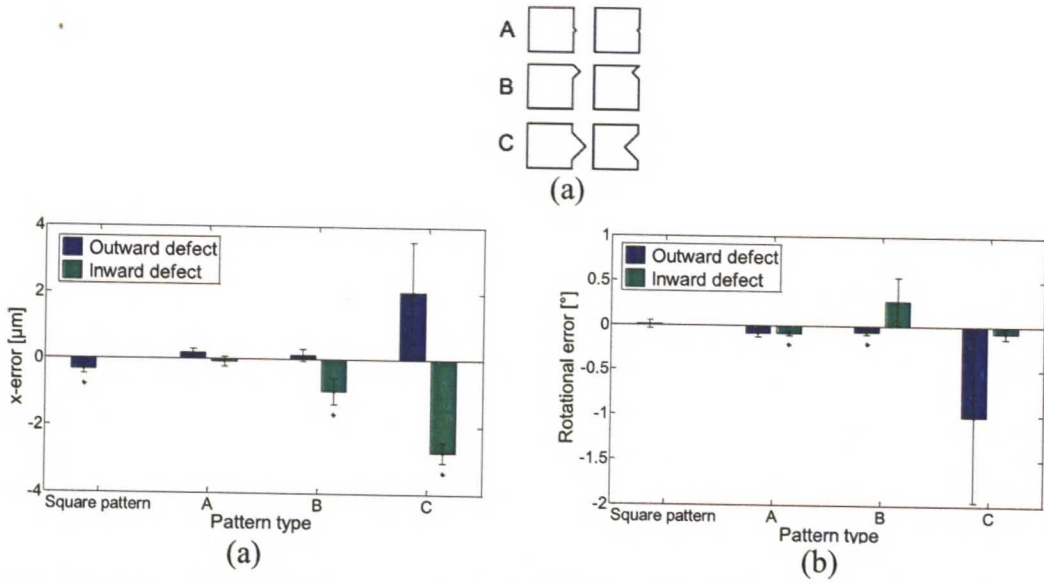 A
B
C
(a)
4
2
0
-2
-4
x-error [µm]
Outward defect
Inward defect
Square pattern
A
B
C
Pattern type
(a)
1
0.5
0
-0.5
-1
-1.5
-2
Rotational error [°]
Outward defect
Inward defect
Square pattern
A
B
C
Pattern type
(b)